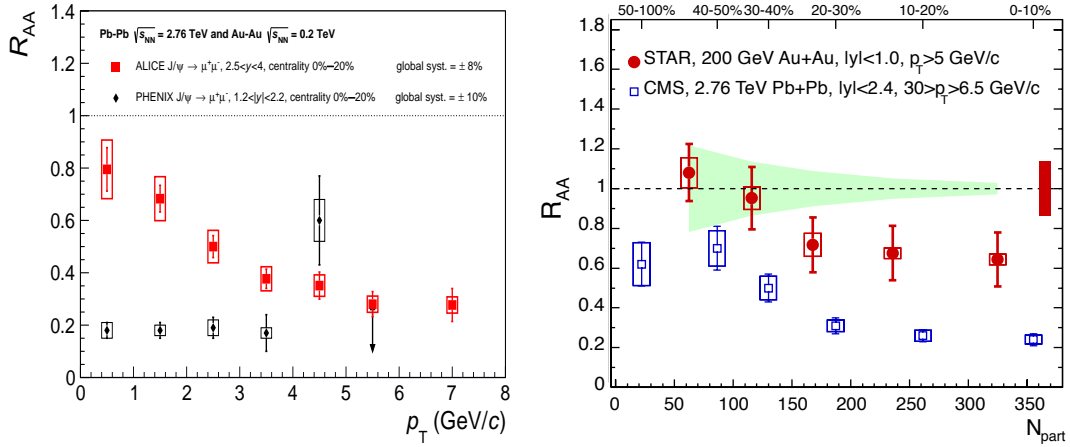 R_AA
Pb-Pb √s_NN = 2.76 TeV and Au-Au √s_NN = 0.2 TeV
ALICE J/ψ → μ⁺μ⁻, 2.5<y<4, centrality 0%–20% global syst. = ± 8%
PHENIX J/ψ → μ⁺μ⁻, 1.2<|y|<2.2, centrality 0%–20% global syst. = ± 10%
1.4
1.2
1
0.8
0.6
0.4
0.2
0
0 1 2 3 4 5 6 7 8
p_T (GeV/c)
50-100% 40-50% 30-40% 20-30% 10-20% 0-10%
STAR, 200 GeV Au+Au, |y|<1.0, p_T>5 GeV/c
CMS, 2.76 TeV Pb+Pb, |y|<2.4, 30>p_T>6.5 GeV/c
R_AA
1.8
1.6
1.4
1.2
1
0.8
0.6
0.4
0.2
0
0 50 100 150 200 250 300 350
N_part